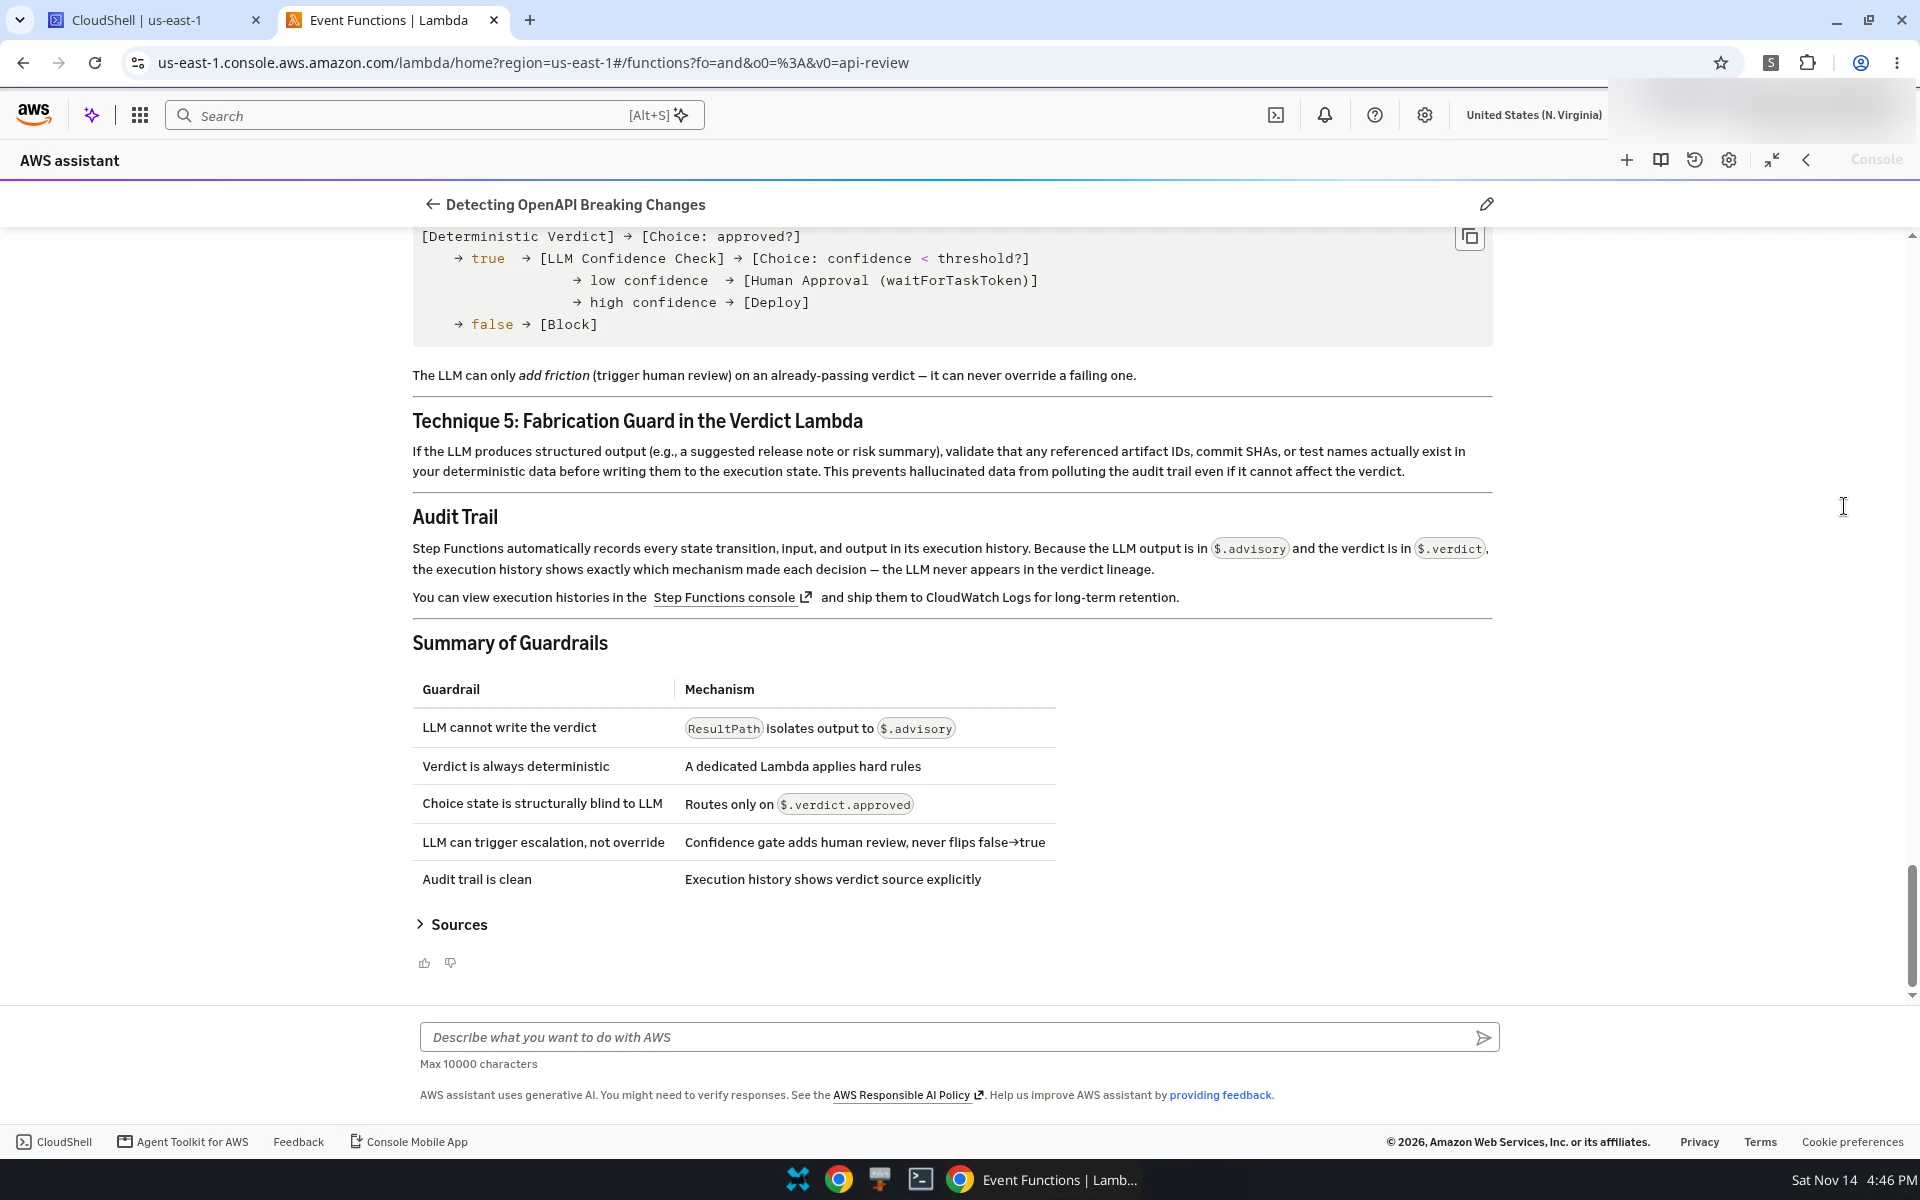 CloudShell | us-east-1
Event Functions | Lambda
us-east-1.console.aws.amazon.com/lambda/home?region=us-east-1#/functions?fo=and&o0=%3A&v0=api-review
S
aws
Search
[Alt+S]
United States (N. Virginia)
AWS assistant
Console
Detecting OpenAPI Breaking Changes
[Deterministic Verdict] → [Choice: approved?]
→ true → [LLM Confidence Check] → [Choice: confidence < threshold?]
→ low confidence → [Human Approval (waitForTaskToken)]
→ high confidence → [Deploy]
→ false → [Block]
The LLM can only add friction (trigger human review) on an already-passing verdict — it can never override a failing one.
Technique 5: Fabrication Guard in the Verdict Lambda
If the LLM produces structured output (e.g., a suggested release note or risk summary), validate that any referenced artifact IDs, commit SHAs, or test names actually exist in
your deterministic data before writing them to the execution state. This prevents hallucinated data from polluting the audit trail even if it cannot affect the verdict.
Audit Trail
Step Functions automatically records every state transition, input, and output in its execution history. Because the LLM output is in $.advisory and the verdict is in $.verdict,
the execution history shows exactly which mechanism made each decision — the LLM never appears in the verdict lineage.
You can view execution histories in the Step Functions console and ship them to CloudWatch Logs for long-term retention.
Summary of Guardrails
Guardrail Mechanism
LLM cannot write the verdict ResultPath isolates output to $.advisory
Verdict is always deterministic A dedicated Lambda applies hard rules
Choice state is structurally blind to LLM Routes only on $.verdict.approved
LLM can trigger escalation, not override Confidence gate adds human review, never flips false→true
Audit trail is clean Execution history shows verdict source explicitly
Sources
Describe what you want to do with AWS
Max 10000 characters
AWS assistant uses generative AI. You might need to verify responses. See the AWS Responsible AI Policy. Help us improve AWS assistant by providing feedback.
CloudShell Agent Toolkit for AWS Feedback Console Mobile App
© 2026, Amazon Web Services, Inc. or its affiliates. Privacy Terms Cookie preferences
Event Functions | Lamb...
Sat Nov 14 4:46 PM